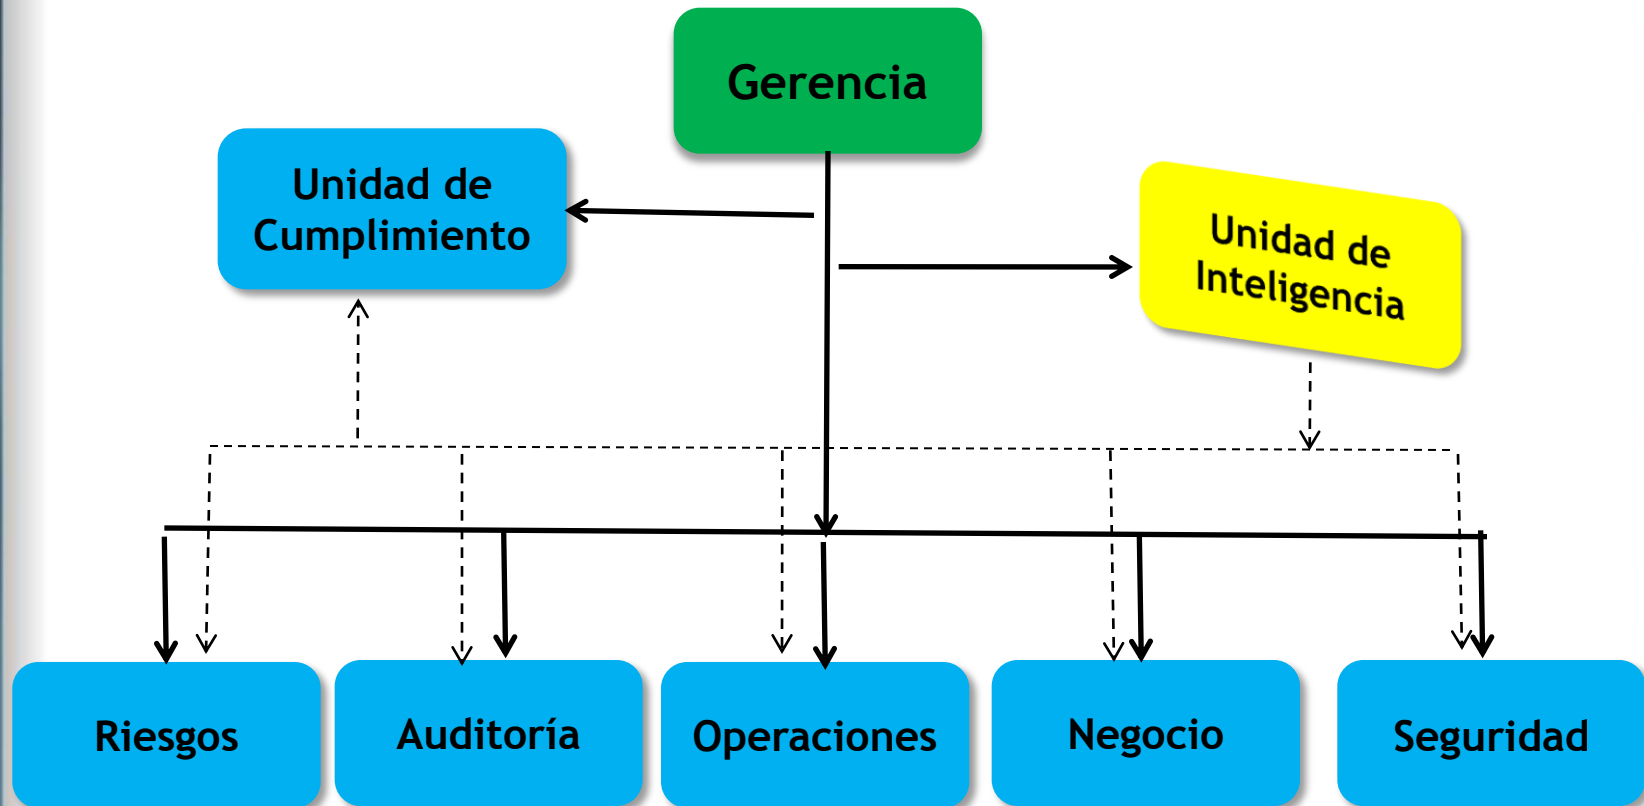 Gerencia
Unidad de
Cumplimiento
Unidad de
Inteligencia
Riesgos
Auditoría
Operaciones
Negocio
Seguridad